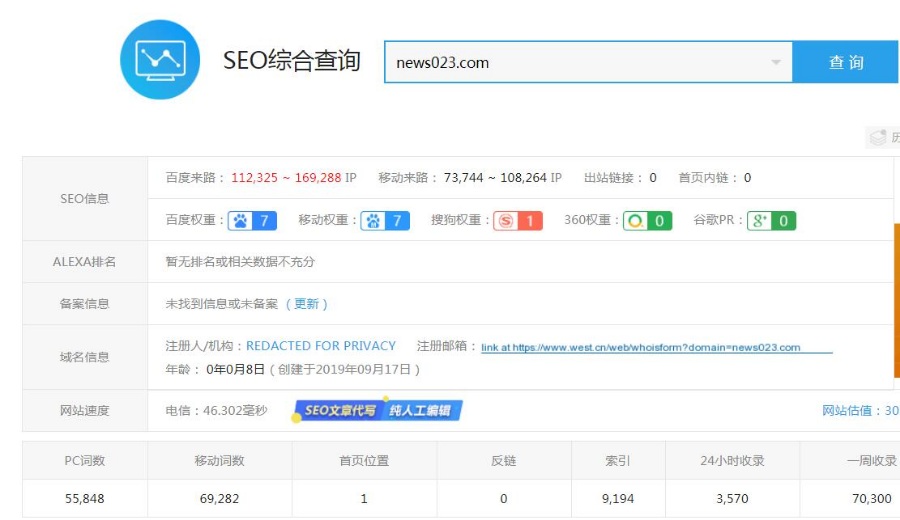 SEO综合查询
news023.com
查 询
历
SEO信息
百度来路： 112,325 ~ 169,288 IP 移动来路： 73,744 ~ 108,264 IP 出站链接： 0 首页内链： 0
百度权重： 7 移动权重： 7 搜狗权重： S 1 360权重： 0 谷歌PR： 8+ 0
ALEXA排名 暂无排名或相关数据不充分
备案信息 未找到信息或未备案 （更新）
域名信息
注册人/机构：REDACTED FOR PRIVACY 注册邮箱： link at https://www.west.cn/web/whoisform?domain=news023.com
年龄： 0年0月8日（创建于2019年09月17日）
网站速度 电信：46.302毫秒 SEO文章代写 纯人工编辑 网站估值：30
PC词数 移动词数 首页位置 反链 索引 24小时收录 一周收录
55,848 69,282 1 0 9,194 3,570 70,300